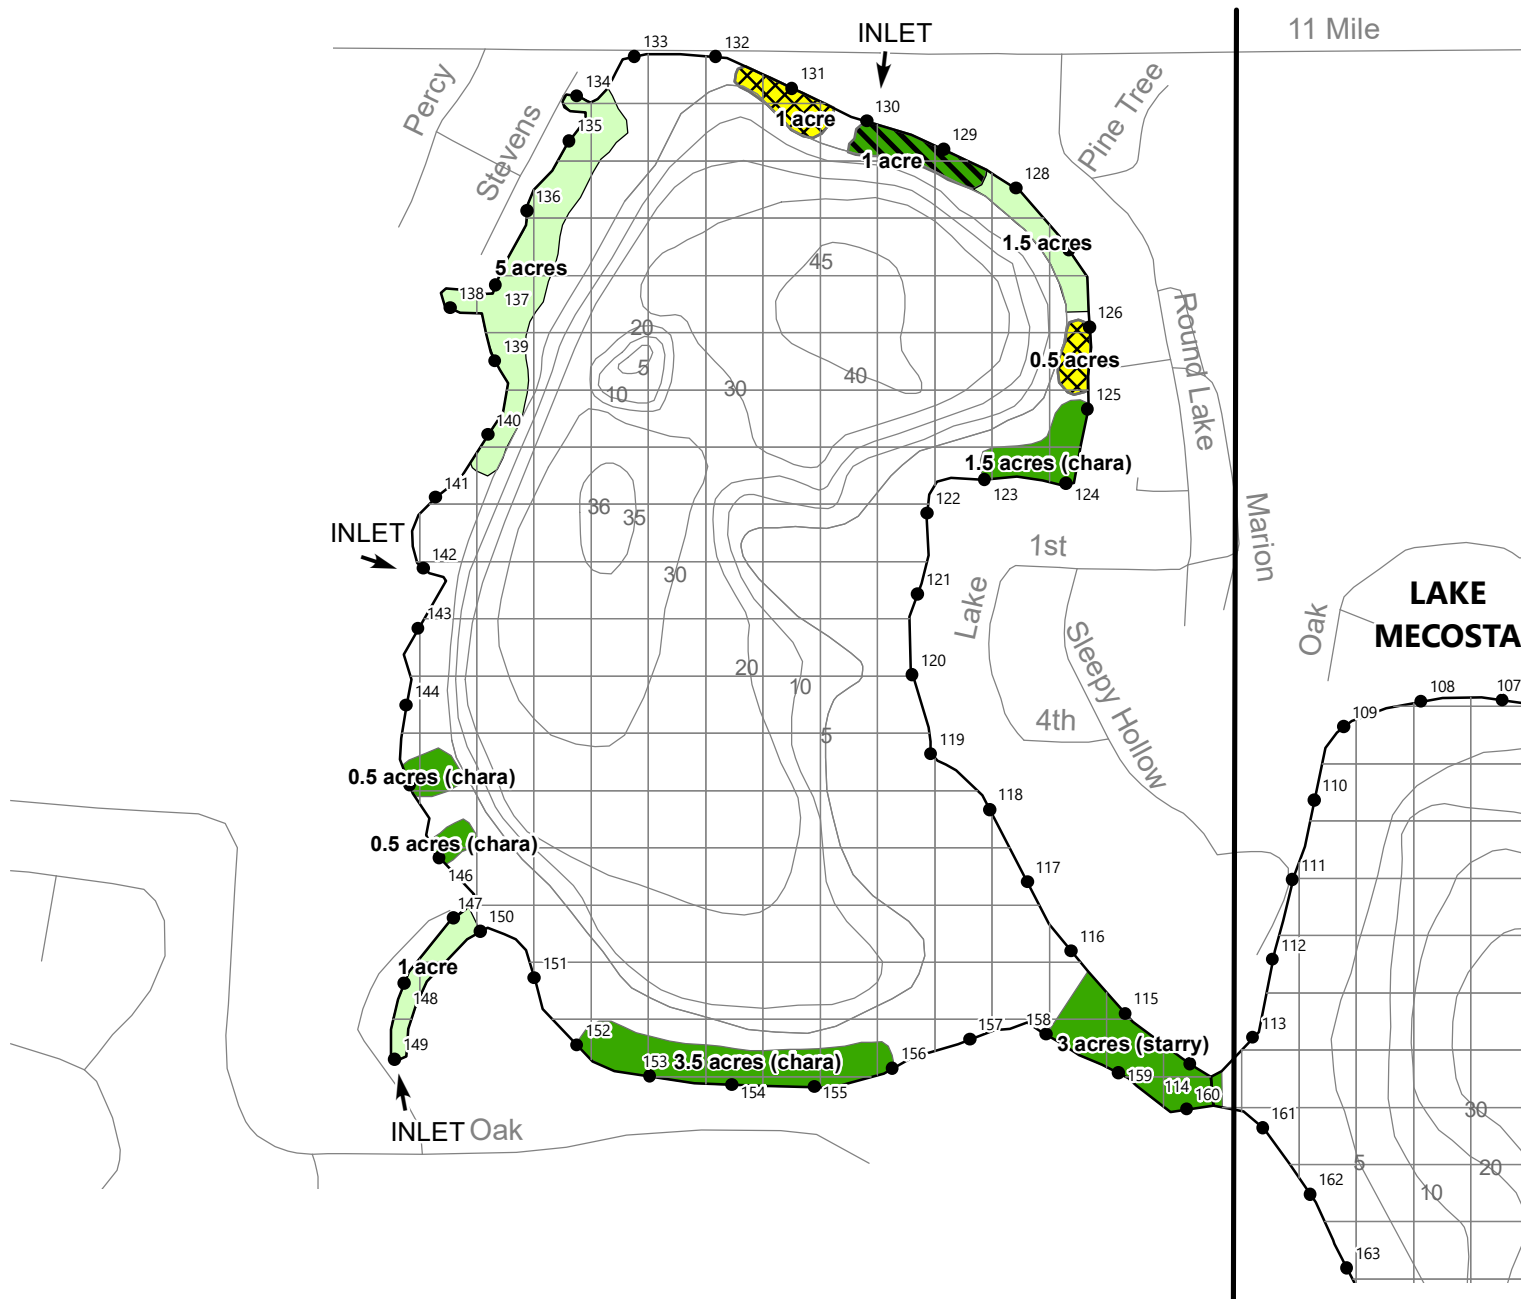 11 Mile
INLET
133
132
131
134
130
1 acre
Percy
Stevens
135
129
1 acre
Pine Tree
128
136
1.5 acres
45
5 acres
138
137
126
20
139
5
10
30
40
0.5 acres
Round Lake
125
140
1.5 acres (chara)
141
122
123
124
36
35
INLET
142
1st
Marion
30
121
Lake
143
Oak
LAKE
MECOSTA
Sleepy Hollow
120
20
10
144
108
107
109
4th
5
119
0.5 acres (chara)
118
110
0.5 acres (chara)
146
117
111
147
150
116
112
1 acre
151
148
115
113
149
152
157
158
3 acres (starry)
153
3.5 acres (chara)
156
159
114
160
154
155
161
30
INLET
Oak
5
20
162
10
163